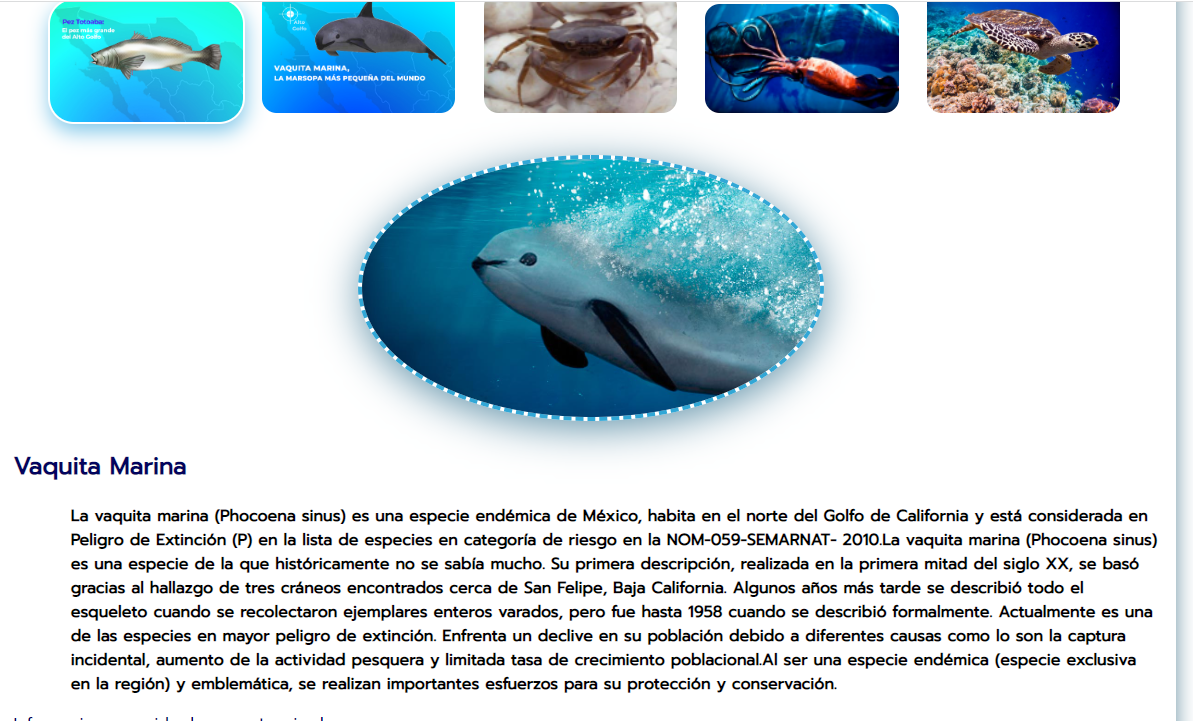 Pez Totoaba:
El pez más grande
del Alto Golfo
Alto
Golfo
VAQUITA MARINA,
LA MARSOPA MÁS PEQUEÑA DEL MUNDO
Vaquita Marina
La vaquita marina (Phocoena sinus) es una especie endémica de México, habita en el norte del Golfo de California y está considerada en
Peligro de Extinción (P) en la lista de especies en categoría de riesgo en la NOM-059-SEMARNAT- 2010.La vaquita marina (Phocoena sinus)
es una especie de la que históricamente no se sabía mucho. Su primera descripción, realizada en la primera mitad del siglo XX, se basó
gracias al hallazgo de tres cráneos encontrados cerca de San Felipe, Baja California. Algunos años más tarde se describió todo el
esqueleto cuando se recolectaron ejemplares enteros varados, pero fue hasta 1958 cuando se describió formalmente. Actualmente es una
de las especies en mayor peligro de extinción. Enfrenta un declive en su población debido a diferentes causas como lo son la captura
incidental, aumento de la actividad pesquera y limitada tasa de crecimiento poblacional.Al ser una especie endémica (especie exclusiva
en la región) y emblemática, se realizan importantes esfuerzos para su protección y conservación.